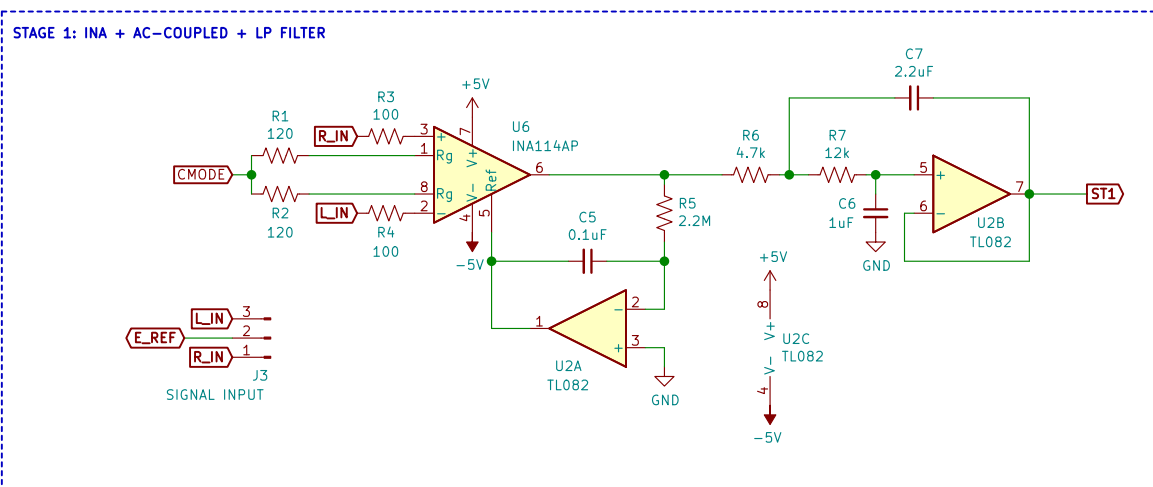 STAGE 1: INA + AC-COUPLED + LP FILTER
C7
2.2uF
+5V
R3
100
R1
120
R_IN
3
+
7
V+
U6
INA114AP
R6
4.7k
R7
12k
1
Rg
CMODE
6
5
+
8
Rg
V-
Ref
7
ST1
R2
120
L_IN
2
-
4
5
R4
100
-5V
R5
2.2M
C6
1uF
6
-
U2B
TL082
GND
C5
0.1uF
+5V
8
V+
U2C
TL082
V-
4
-5V
2
-
1
3
+
U2A
TL082
GND
L_IN
3
E_REF
2
R_IN
1
J3
SIGNAL INPUT